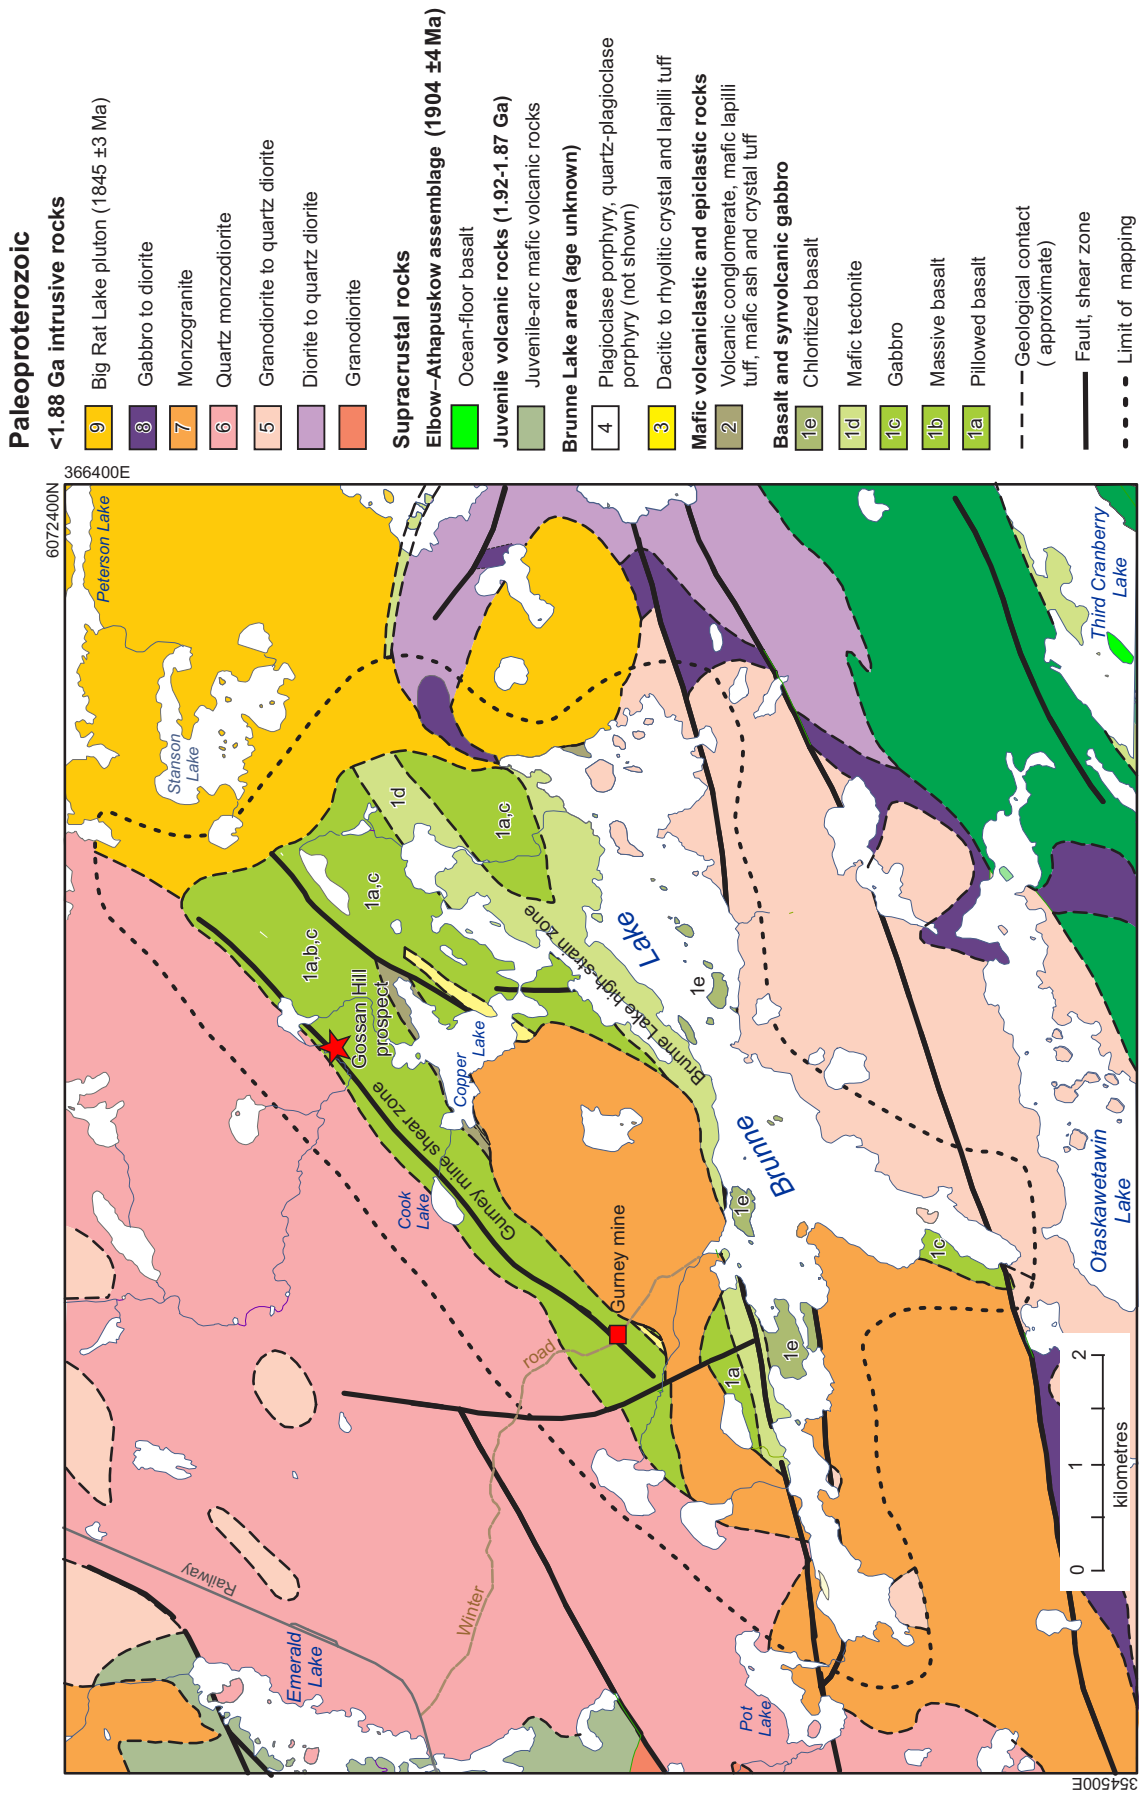 Paleoproterozoic
<1.88 Ga intrusive rocks
9 Big Rat Lake pluton (1845 ±3 Ma)
8 Gabbro to diorite
7 Monzogranite
6 Quartz monzodiorite
5 Granodiorite to quartz diorite
Diorite to quartz diorite
Granodiorite
Supracrustal rocks
Elbow–Athapuskow assemblage (1904 ±4 Ma)
Ocean-floor basalt
Juvenile volcanic rocks (1.92-1.87 Ga)
Juvenile-arc mafic volcanic rocks
Brunne Lake area (age unknown)
4 Plagioclase porphyry, quartz-plagioclase
porphyry (not shown)
3 Dacitic to rhyolitic crystal and lapilli tuff
Mafic volcaniclastic and epiclastic rocks
2 Volcanic conglomerate, mafic lapilli
tuff, mafic ash and crystal tuff
Basalt and synvolcanic gabbro
1e Chloritized basalt
1d Mafic tectonite
1c Gabbro
1b Massive basalt
1a Pillowed basalt
Geological contact
( approximate)
Fault, shear zone
Limit of mapping
6072400N
366400E
354500E
Peterson Lake
Stanson
Lake
1d
1a,c
1a,c
1a,b,c
Gossan Hill
prospect
Copper
Lake
Brunne Lake high-strain zone
Lake
1e
Brunne
1e
Gurney mine shear zone
Cook
Lake
Gurney mine
road
Winter
Railway
Emerald
Lake
Pot
Lake
1a
1e
1c
Third Cranberry
Lake
Otaskawetawin
Lake
0 1 2
kilometres